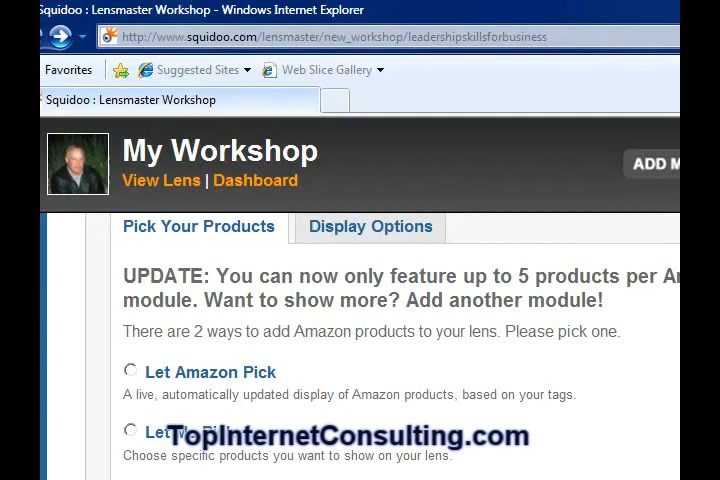 Squidoo : Lensmaster Workshop - Windows Internet Explorer
http://www.squidoo.com/lensmaster/new_workshop/leadershipskillsforbusiness
Favorites Suggested Sites Web Slice Gallery
Squidoo : Lensmaster Workshop
My Workshop
View Lens | Dashboard
ADD M
Pick Your Products Display Options
UPDATE: You can now only feature up to 5 products per Am
module. Want to show more? Add another module!
There are 2 ways to add Amazon products to your lens. Please pick one.
Let Amazon Pick
A live, automatically updated display of Amazon products, based on your tags.
Let
TopInternetConsulting.com
Choose specific products you want to show on your lens.